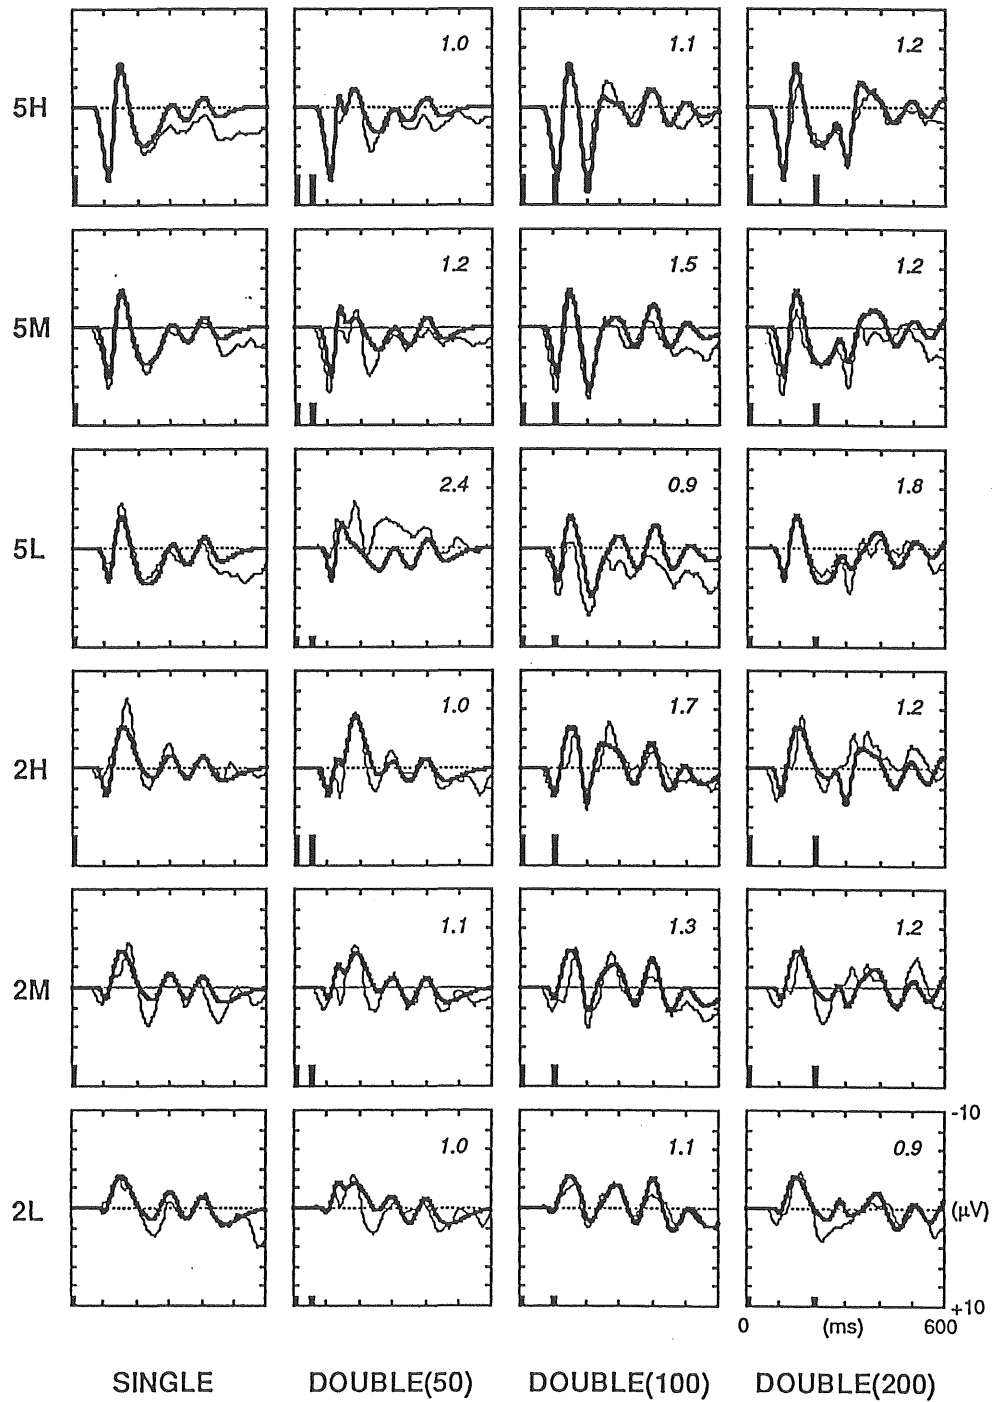 5H 1.0 1.1 1.2
5M 1.2 1.5 1.2
5L 2.4 0.9 1.8
2H 1.0 1.7 1.2
2M 1.1 1.3 1.2
-10
2L 1.0 1.1 0.9
(μV)
+10
0 (ms) 600
SINGLE DOUBLE(50) DOUBLE(100) DOUBLE(200)